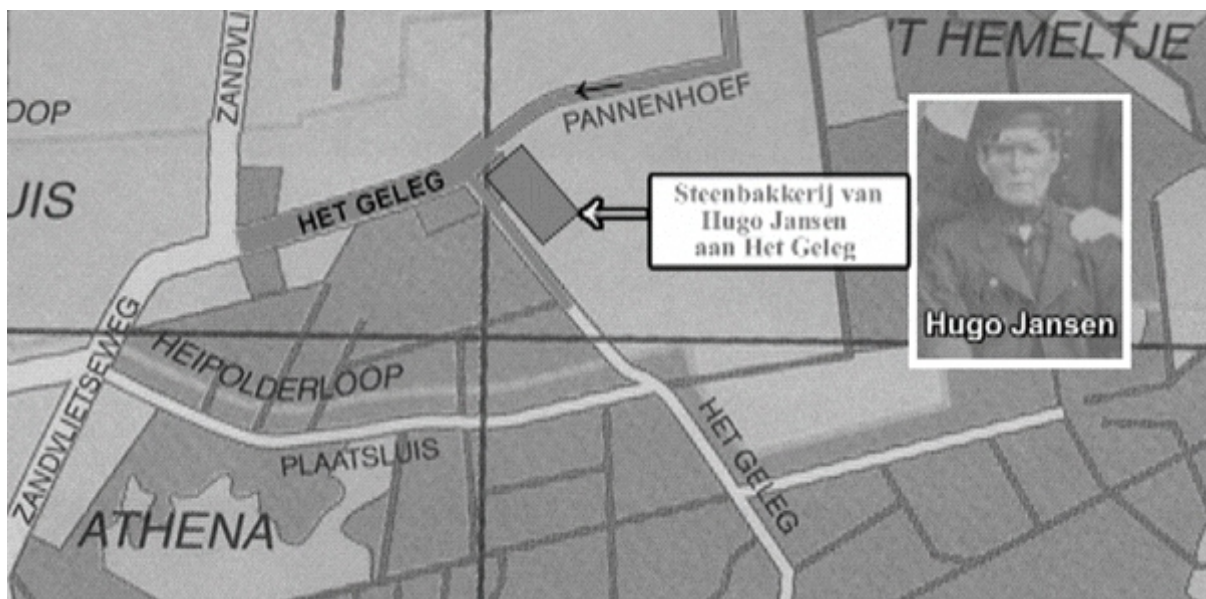 ZANDVLI
'T HEMELTJE
OOP
PANNENHOEF
UIS
HET GELEG
Steenbakkerij van
Hugo Jansen
aan Het Geleg
Hugo Jansen
HEIPOLDERLOOP
ZANDVLIETSEWEG
PLAATSLUIS
HET GELEG
ATHENA